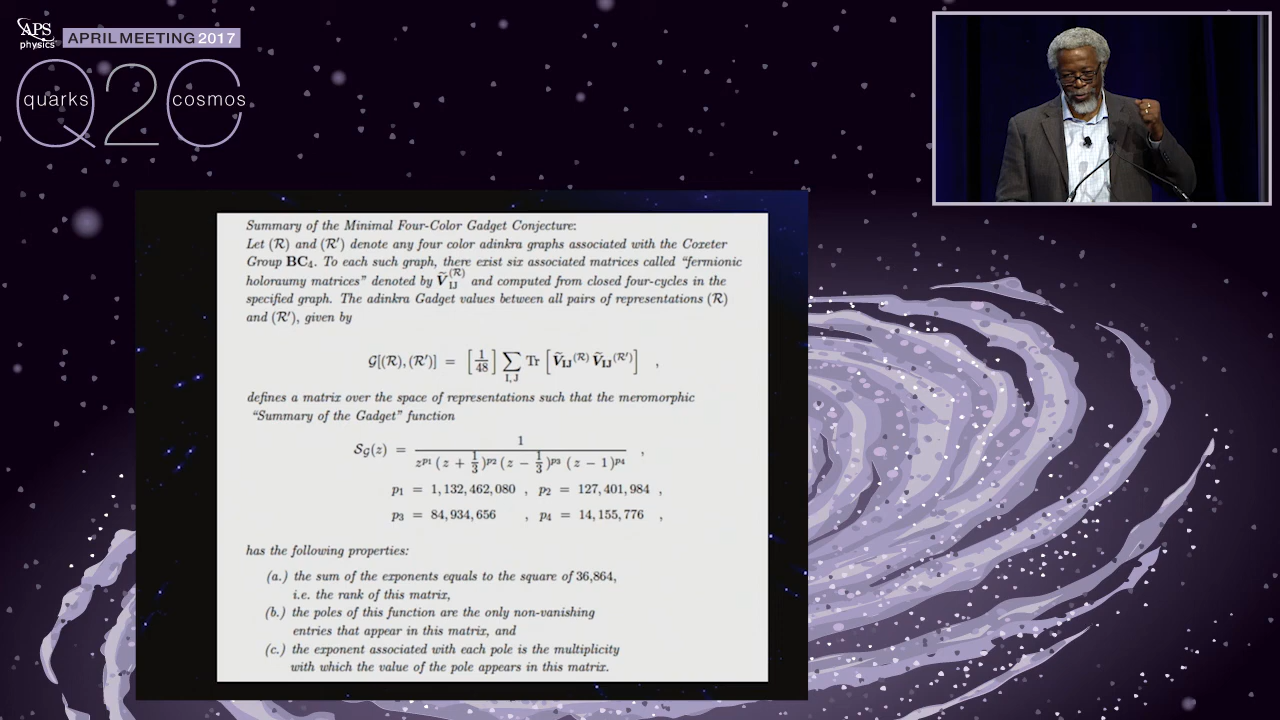 APS
physics
APRIL MEETING 2017
quarks Q2C cosmos
Summary of the Minimal Four-Color Gadget Conjecture:
Let (ℛ) and (ℛ′) denote any four color adinkra graphs associated with the Coxeter
Group BC₄. To each such graph, there exist six associated matrices called "fermionic
holoraumy matrices" denoted by Ṽ_IJ^(ℛ) and computed from closed four-cycles in the
specified graph. The adinkra Gadget values between all pairs of representations (ℛ)
and (ℛ′), given by
𝒢[(ℛ), (ℛ′)] = [1/48] ∑_I,J Tr [Ṽ_IJ^(ℛ) Ṽ_IJ^(ℛ′)] ,
defines a matrix over the space of representations such that the meromorphic
"Summary of the Gadget" function
𝒮_𝒢(z) = 1 / z^p₁ (z + 1/3)^p₂ (z − 1/3)^p₃ (z − 1)^p₄ ,
p₁ = 1,132,462,080 , p₂ = 127,401,984 ,
p₃ = 84,934,656 , p₄ = 14,155,776 ,
has the following properties:
(a.) the sum of the exponents equals to the square of 36,864,
i.e. the rank of this matrix,
(b.) the poles of this function are the only non-vanishing
entries that appear in this matrix, and
(c.) the exponent associated with each pole is the multiplicity
with which the value of the pole appears in this matrix.